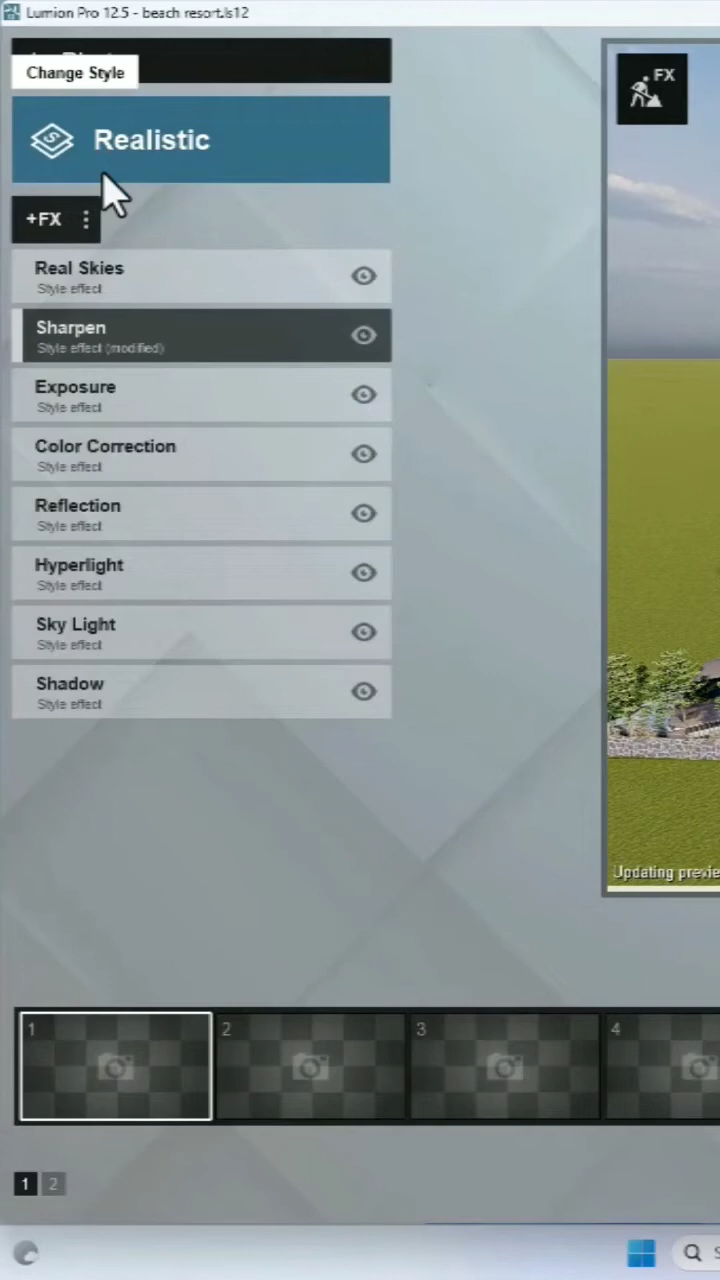 Lumion Pro 12.5 - beach resort.ls12
Change Style
FX
Realistic
+FX
Real Skies
Style effect
Sharpen
Style effect (modified)
Exposure
Style effect
Color Correction
Style effect
Reflection
Style effect
Hyperlight
Style effect
Sky Light
Style effect
Shadow
Style effect
Updating previe
1
2
3
4
1 2
S